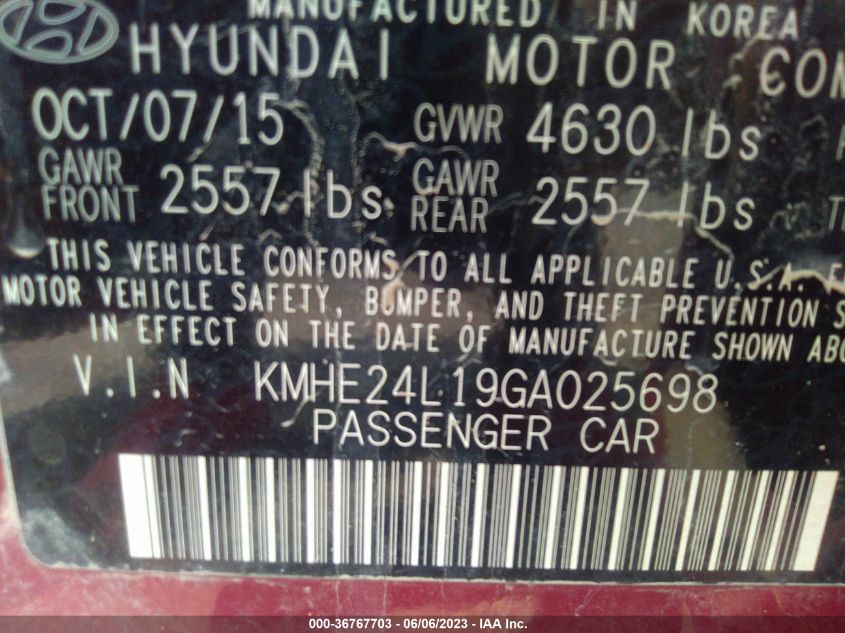 MANUFACTURED IN KOREA
HYUNDAI MOTOR COM
OCT/07/15 GVWR 4630 lbs
GAWR FRONT 2557 lbs GAWR REAR 2557 lbs
THIS VEHICLE CONFORMS TO ALL APPLICABLE U.S.A.
MOTOR VEHICLE SAFETY, BUMPER, AND THEFT PREVENTION S
IN EFFECT ON THE DATE OF MANUFACTURE SHOWN ABO
V.I.N KMHE24L19GA025698
PASSENGER CAR
000-36767703 - 06/06/2023 - IAA Inc.